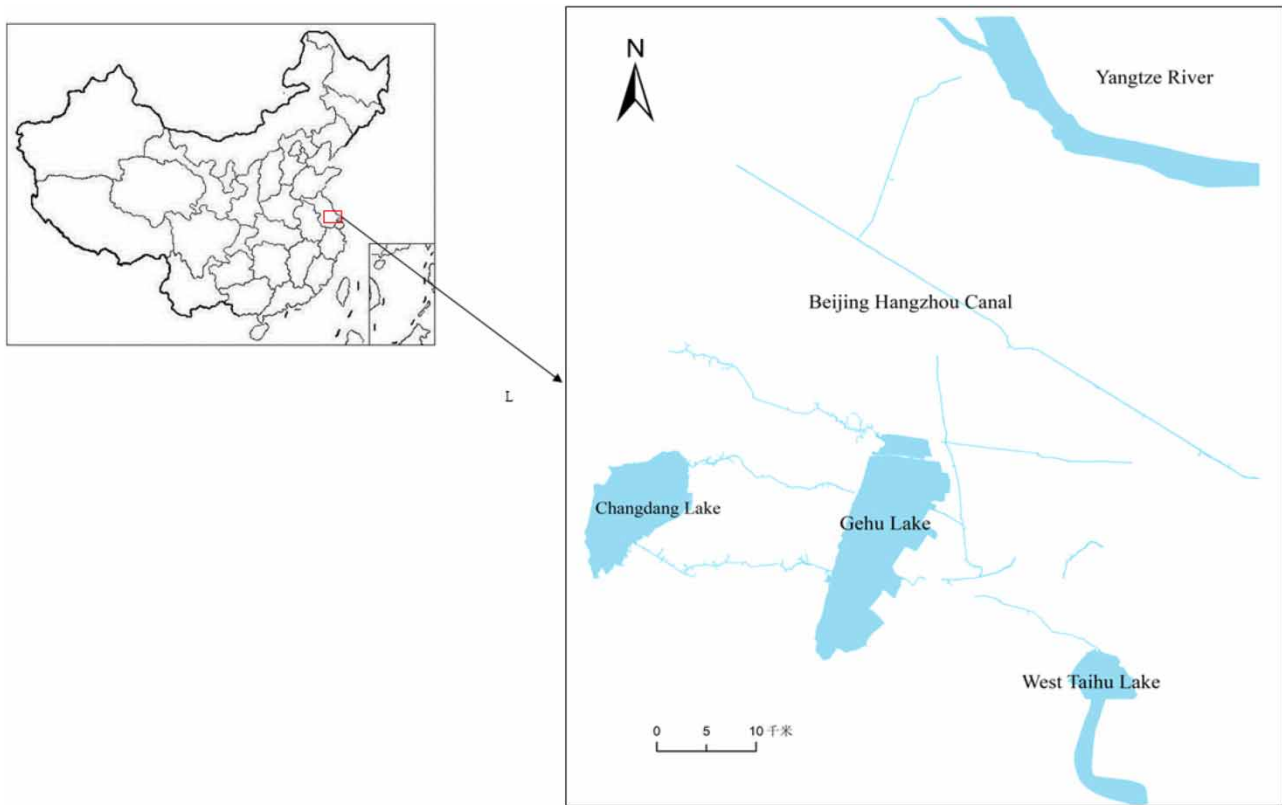 N
Yangtze River
Beijing Hangzhou Canal
L
Changdang Lake
Gehu Lake
West Taihu Lake
0 5 10 千米